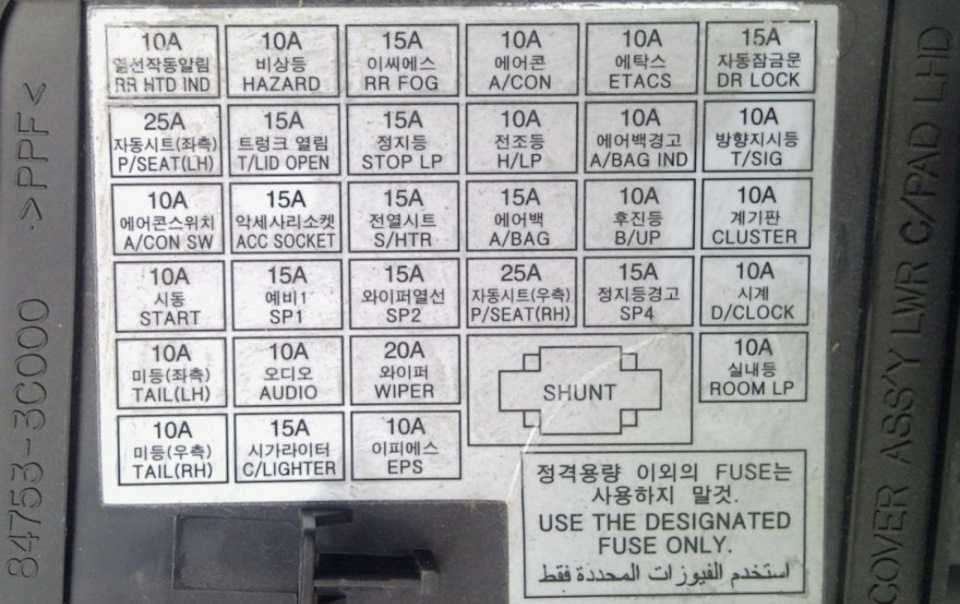 10A
열선작동알림
RR HTD IND
10A
비상등
HAZARD
15A
이씨에스
RR FOG
10A
에어콘
A/CON
10A
에탁스
ETACS
15A
자동잠금문
DR LOCK
25A
자동시트(좌측)
P/SEAT(LH)
15A
트렁크 열림
T/LID OPEN
15A
정지등
STOP LP
10A
전조등
H/LP
10A
에어백경고
A/BAG IND
10A
방향지시등
T/SIG
10A
에어콘스위치
A/CON SW
15A
악세사리소켓
ACC SOCKET
15A
전열시트
S/HTR
15A
에어백
A/BAG
10A
후진등
B/UP
10A
계기판
CLUSTER
10A
시동
START
15A
예비1
SP1
15A
와이퍼열선
SP2
25A
자동시트(우측)
P/SEAT(RH)
15A
정지등경고
SP4
10A
시계
D/CLOCK
10A
미등(좌측)
TAIL(LH)
10A
오디오
AUDIO
20A
와이퍼
WIPER
SHUNT
10A
실내등
ROOM LP
10A
미등(우측)
TAIL(RH)
15A
시가라이터
C/LIGHTER
10A
이피에스
EPS
정격용량 이외의 FUSE는
사용하지 말것.
USE THE DESIGNATED
FUSE ONLY.
استخدم الفيوزات المحددة فقط
84753-3C000 >PPF<
COVER ASS'Y LWR C/PAD LHD